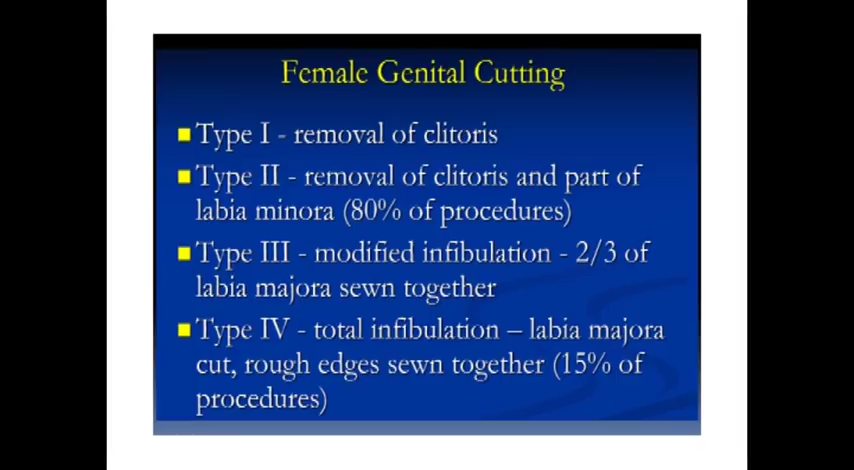 Female Genital Cutting
Type I - removal of clitoris
Type II - removal of clitoris and part of
labia minora (80% of procedures)
Type III - modified infibulation - 2/3 of
labia majora sewn together
Type IV - total infibulation – labia majora
cut, rough edges sewn together (15% of
procedures)